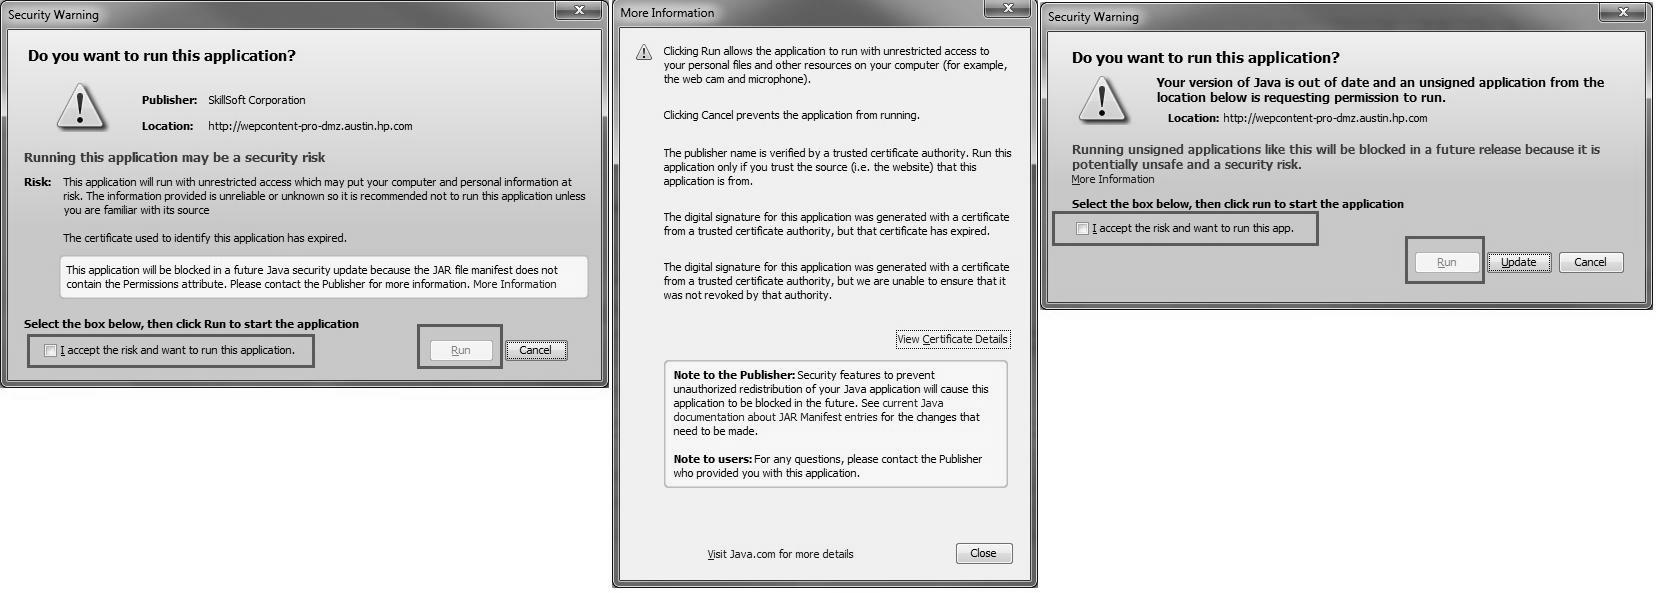 Security Warning
Do you want to run this application?
Publisher: SkillSoft Corporation
Location: http://wepcontent-pro-dmz.austin.hp.com
Running this application may be a security risk
Risk: This application will run with unrestricted access which may put your computer and personal information at
risk. The information provided is unreliable or unknown so it is recommended not to run this application unless
you are familiar with its source
The certificate used to identify this application has expired.
This application will be blocked in a future Java security update because the JAR file manifest does not
contain the Permissions attribute. Please contact the Publisher for more information. More Information
Select the box below, then click Run to start the application
I accept the risk and want to run this application.
Run
Cancel
More Information
Clicking Run allows the application to run with unrestricted access to
your personal files and other resources on your computer (for example,
the web cam and microphone).
Clicking Cancel prevents the application from running.
The publisher name is verified by a trusted certificate authority. Run this
application only if you trust the source (i.e. the website) that this
application is from.
The digital signature for this application was generated with a certificate
from a trusted certificate authority, but that certificate has expired.
The digital signature for this application was generated with a certificate
from a trusted certificate authority, but we are unable to ensure that it
was not revoked by that authority.
View Certificate Details
Note to the Publisher: Security features to prevent
unauthorized redistribution of your Java application will cause this
application to be blocked in the future. See current Java
documentation about JAR Manifest entries for the changes that
need to be made.
Note to users: For any questions, please contact the Publisher
who provided you with this application.
Visit Java.com for more details
Close
Security Warning
Do you want to run this application?
Your version of Java is out of date and an unsigned application from the
location below is requesting permission to run.
Location: http://wepcontent-pro-dmz.austin.hp.com
Running unsigned applications like this will be blocked in a future release because it is
potentially unsafe and a security risk.
More Information
Select the box below, then click run to start the application
I accept the risk and want to run this app.
Run
Update
Cancel